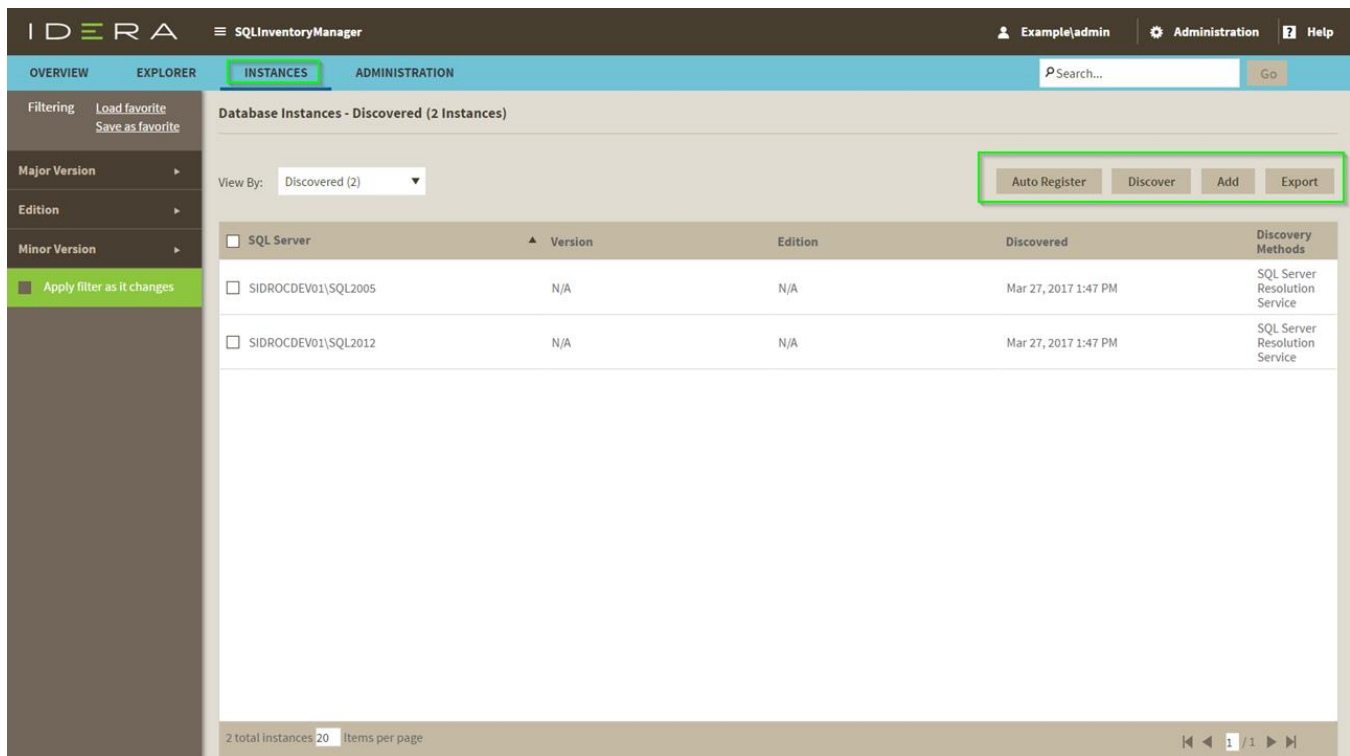 IDERA SQLInventoryManager Example\admin Administration ? Help
OVERVIEW EXPLORER INSTANCES ADMINISTRATION Search... Go
Filtering Load favorite
Save as favorite
Major Version
Edition
Minor Version
Apply filter as it changes
Database Instances - Discovered (2 Instances)
View By: Discovered (2) Auto Register Discover Add Export
SQL Server Version Edition Discovered Discovery
Methods
SIDROCDEV01\SQL2005 N/A N/A Mar 27, 2017 1:47 PM SQL Server
Resolution
Service
SIDROCDEV01\SQL2012 N/A N/A Mar 27, 2017 1:47 PM SQL Server
Resolution
Service
2 total instances 20 Items per page 1 / 1